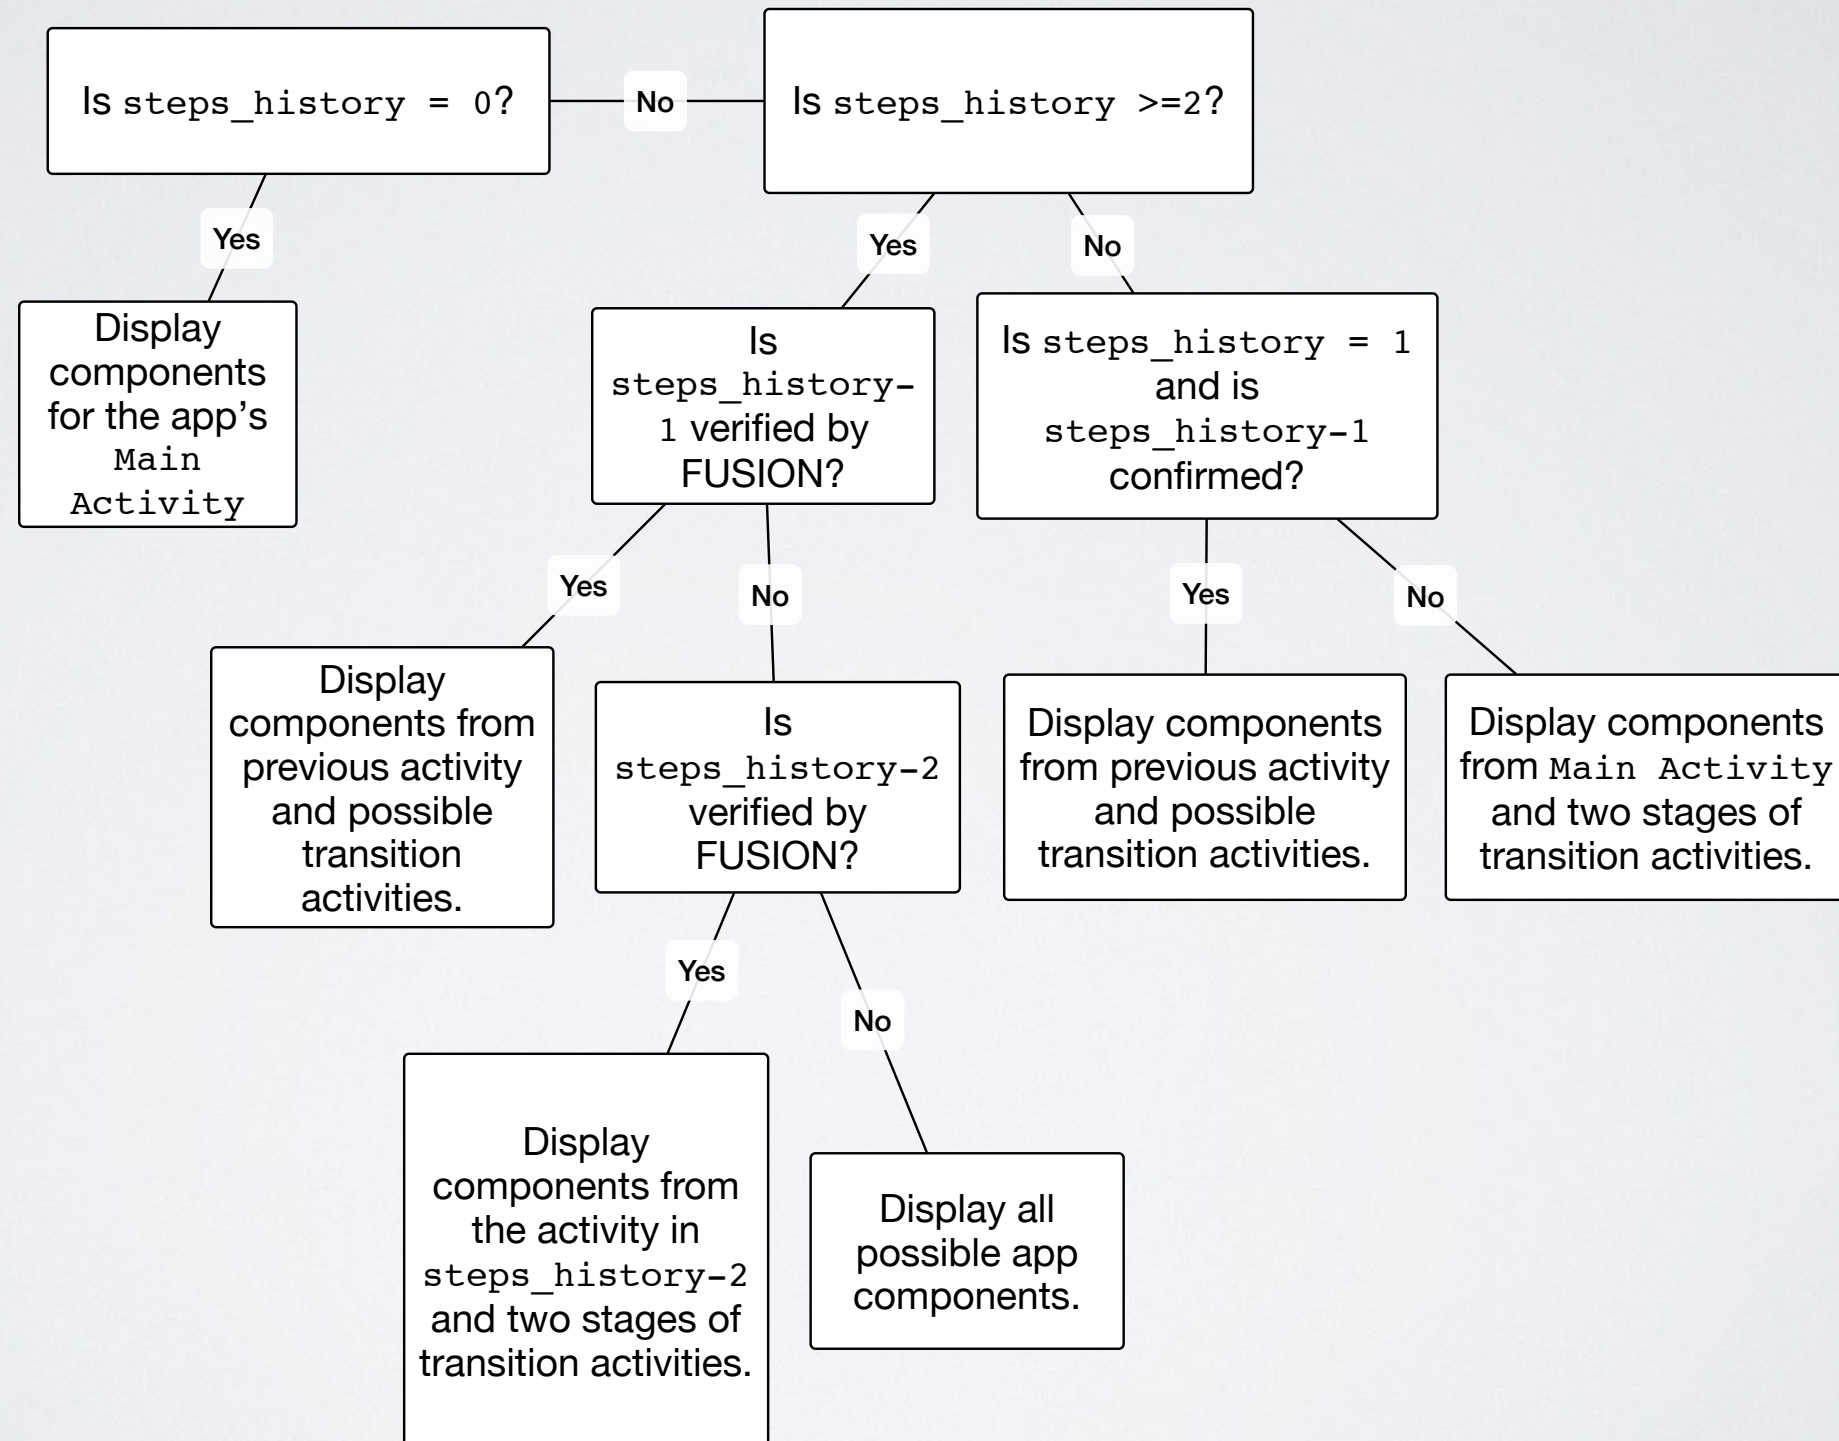 Is steps_history = 0?
No
Is steps_history >=2?
Yes
Yes
No
Display
components
for the app's
Main
Activity
Is
steps_history-
1 verified by
FUSION?
Is steps_history = 1
and is
steps_history-1
confirmed?
Yes
No
Yes
No
Display
components from
previous activity
and possible
transition
activities.
Is
steps_history-2
verified by
FUSION?
Display components
from previous activity
and possible
transition activities.
Display components
from Main Activity
and two stages of
transition activities.
Yes
No
Display
components from
the activity in
steps_history-2
and two stages of
transition activities.
Display all
possible app
components.